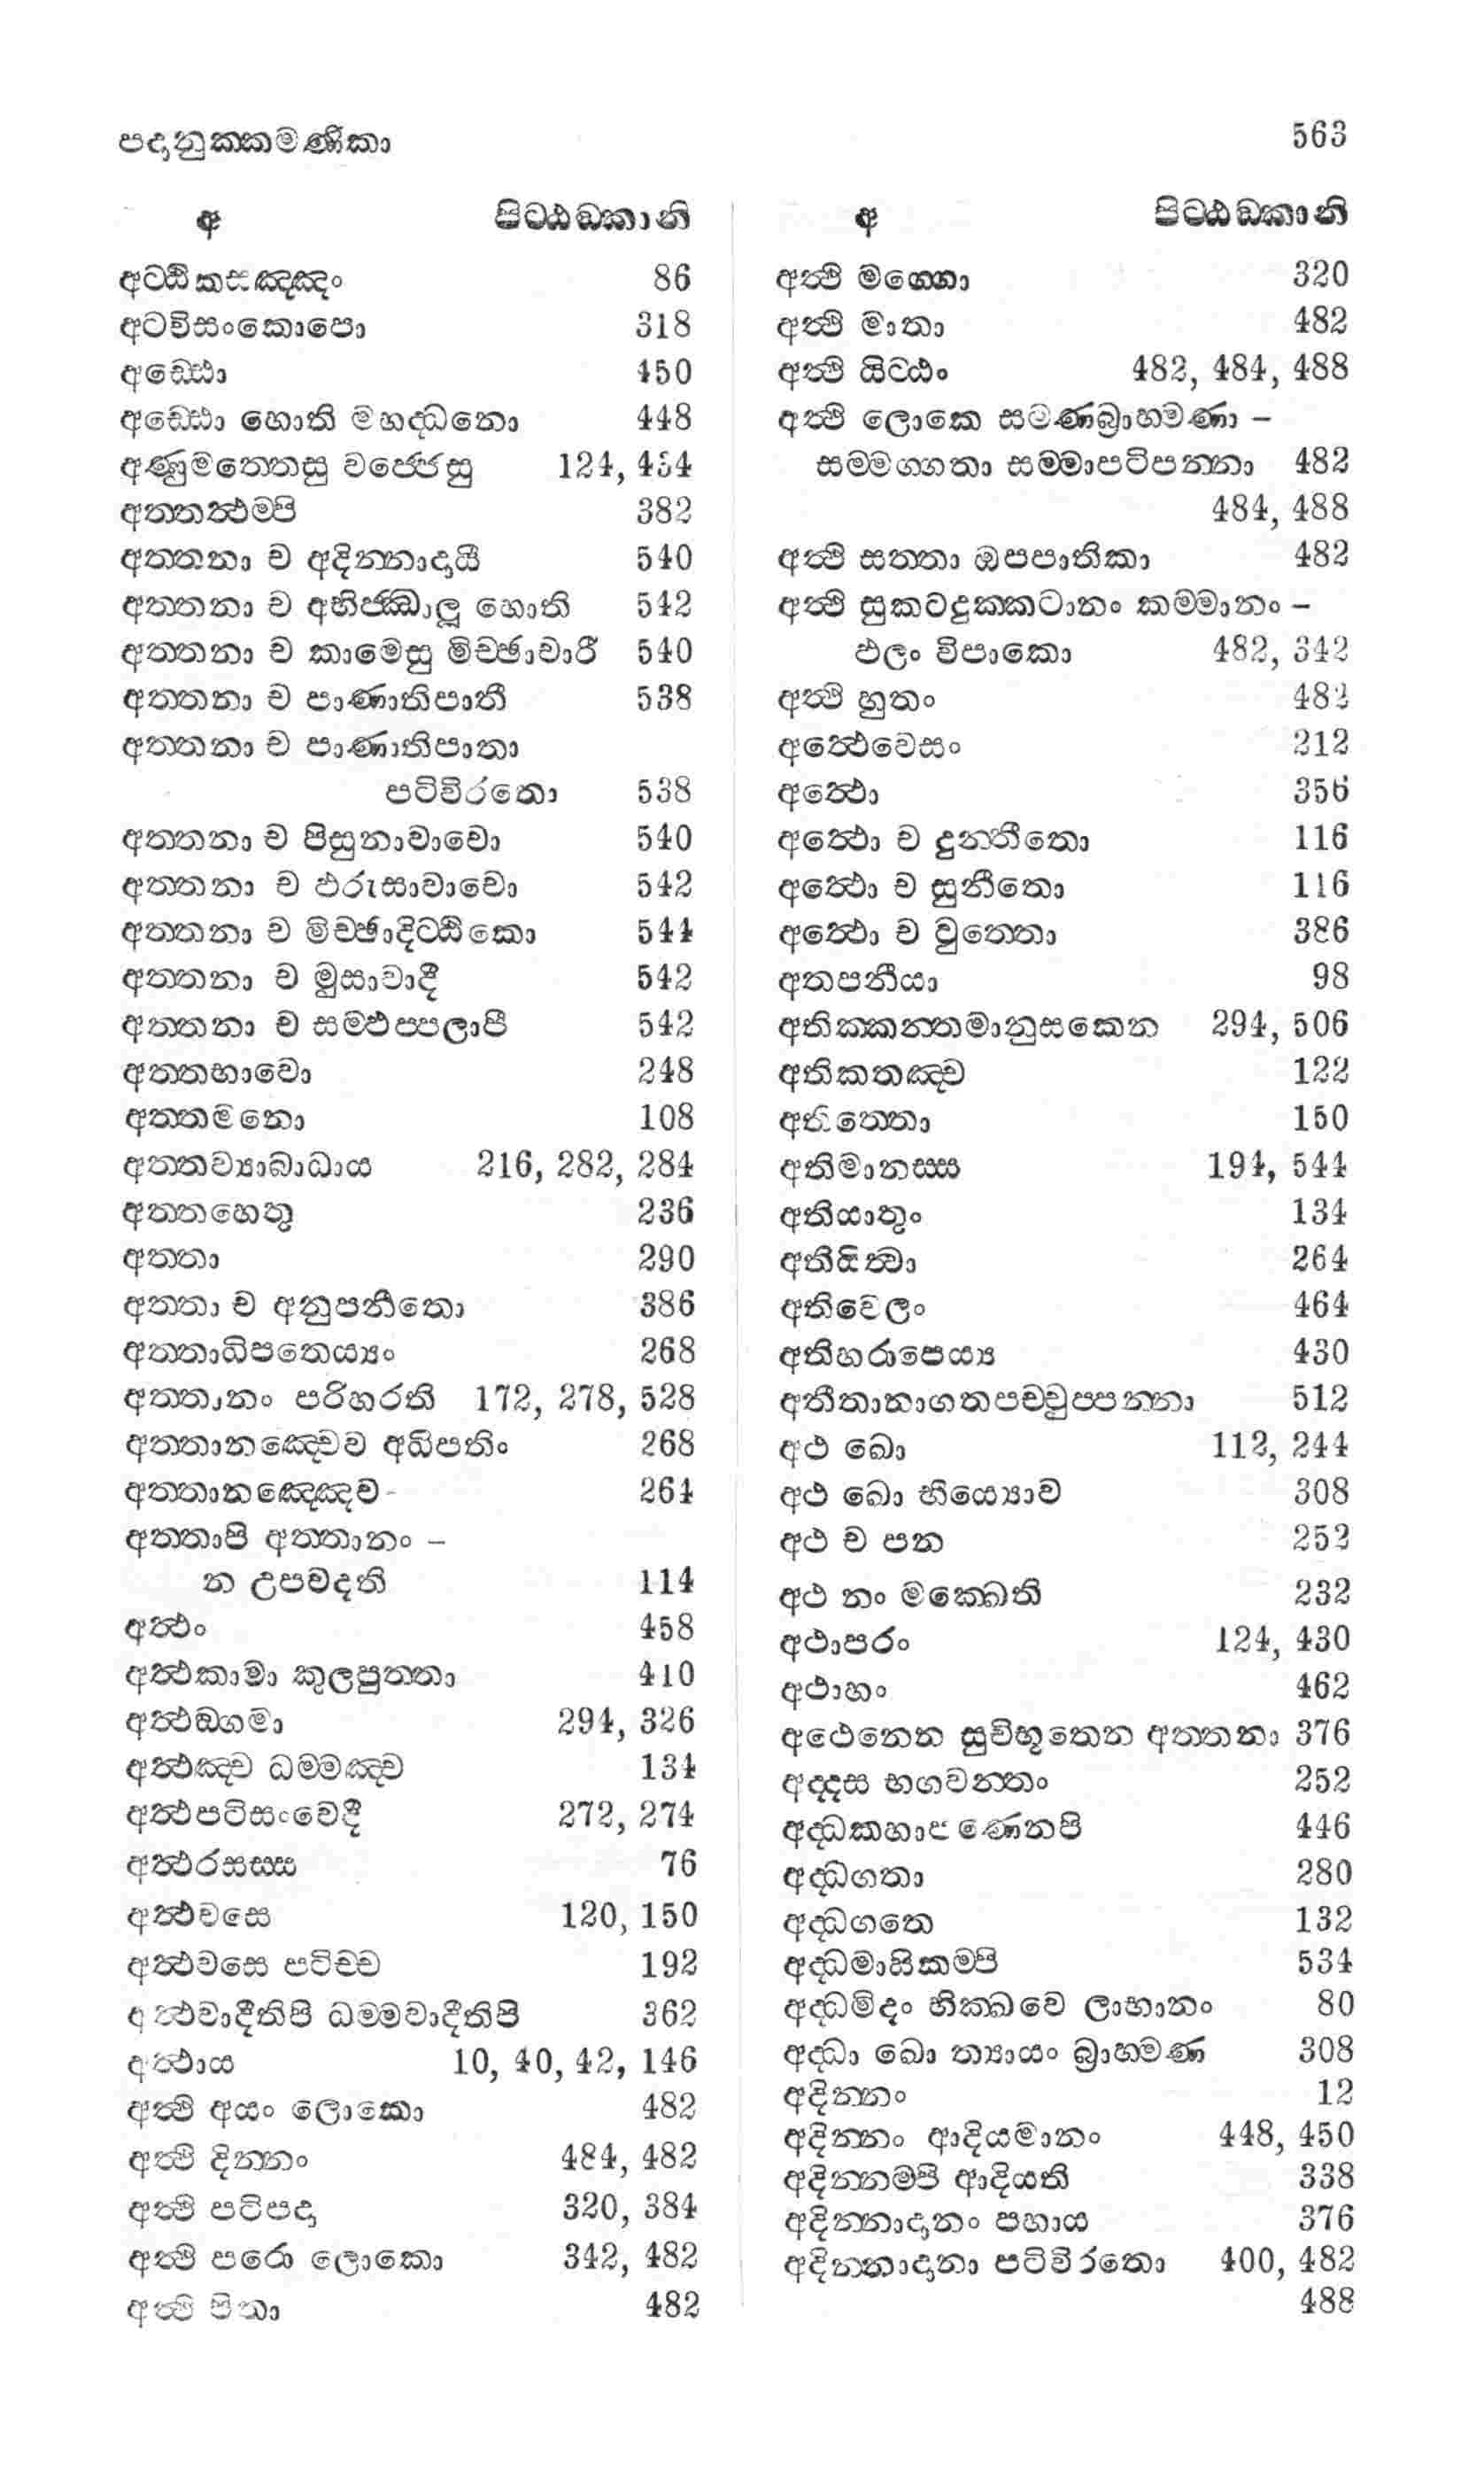 පදානුක්කමණිකා 563
අ පිට්ඨඞ්කානි
අට්ඨිකසඤ්ඤං 86
අටවිසංකොපො 318
අඩ්ඪො 450
අඩ්ඪො හොති මහද්ධනො 448
අණුමත්තෙසු වජ්ජෙසු 124, 454
අත්තත්ථම්පි 382
අත්තනා ච අදින්නාදායී 540
අත්තනා ච අභිජ්ඣාලූ හොති 542
අත්තනා ච කාමෙසු මිච්ඡාචාරී 540
අත්තනා ච පාණාතිපාතී 538
අත්තනා ච පාණාතිපාතා
පටිවිරතො 538
අත්තනා ච පිසුනාවාචො 540
අත්තනා ච ඵරුසාවාචො 542
අත්තනා ච මිච්ඡාදිට්ඨිකො 544
අත්තනා ච මුසාවාදී 542
අත්තනා ච සම්ඵප්පලාපී 542
අත්තභාවො 248
අත්තමනො 108
අත්තව්‍යාබාධාය 216, 282, 284
අත්තහෙතු 236
අත්තා 290
අත්තා ච අනුපනීතො 386
අත්තාධිපතෙය්‍යං 268
අත්තානං පරිහරති 172, 278, 528
අත්තානඤ්චෙව අධිපතිං 268
අත්තානඤ්ඤෙව - 264
අත්තාපි අත්තානං -
න උපවදති 114
අත්ථං 458
අත්ථකාමා කුලපුත්තා 410
අත්ථඞ්ගමා 294, 326
අත්ථඤ්ච ධම්මඤ්ච 134
අත්ථපටිසංවේදී 272, 274
අත්ථරසස්ස 76
අත්ථවසෙ 120, 150
අත්ථවසෙ පටිච්ච 192
අත්ථවාදීතිපි ධම්මවාදීතිපි 362
අත්ථාය 10, 40, 42, 146
අත්ථි අයං ලොකො 482
අත්ථි දින්නං 484, 482
අත්ථි පටිපදා 320, 384
අත්ථි පරො ලොකො 342, 482
අත්ථි පිතා 482
අ පිට්ඨඞ්කානි
අත්ථි මග්ගො 320
අත්ථි මාතා 482
අත්ථි යිට්ඨං 482, 484, 488
අත්ථි ලොකෙ සමණබ්‍රාහ්මණා -
සම්මග්ගතා සම්මාපටිපන්නා 482
484, 488
අත්ථි සත්තා ඔපපාතිකා 482
අත්ථි සුකටදුක්කටානං කම්මානං -
ඵලං විපාකො 482, 342
අත්ථි හුතං 482
අත්ථෙවෙසං 212
අත්ථො 356
අත්ථො ච දුන්නීතො 116
අත්ථො ච සුනීතො 116
අත්ථො ච වුත්තො 386
අතපනීයා 98
අතික්කන්තමානුසකෙන 294, 506
අතිකතඤ්ච 122
අතිත්තො 150
අතිමානස්ස 194, 544
අතියාතුං 134
අතිට්ඨිත්වා 264
අතිවෙලං 464
අතිහරාපෙය්‍ය 430
අතීතානාගතපච්චුප්පන්නා 512
අථ ඛො 112, 244
අථ ඛො භීය්‍යොව 308
අථ ච පන 252
අථ නං මක්ඛෙති 232
අථාපරං 124, 430
අථාහං 462
අථෙනෙන සුචිභූතෙන අත්තනා 376
අද්දස භගවන්තං 252
අද්ධකහාපණෙනපි 446
අද්ධගතා 280
අද්ධගතෙ 132
අද්ධමාසිකම්පි 534
අද්ධමිදං භික්ඛවෙ ලාභානං 80
අද්ධා ඛො ත්‍යායං බ්‍රාහ්මණ 308
අදින්නං 12
අදින්නං ආදියමානං 448, 450
අදින්නම්පි ආදියති 338
අදින්නාදානං පහාය 376
අදින්නාදානා පටිවිරතො 400, 482
488